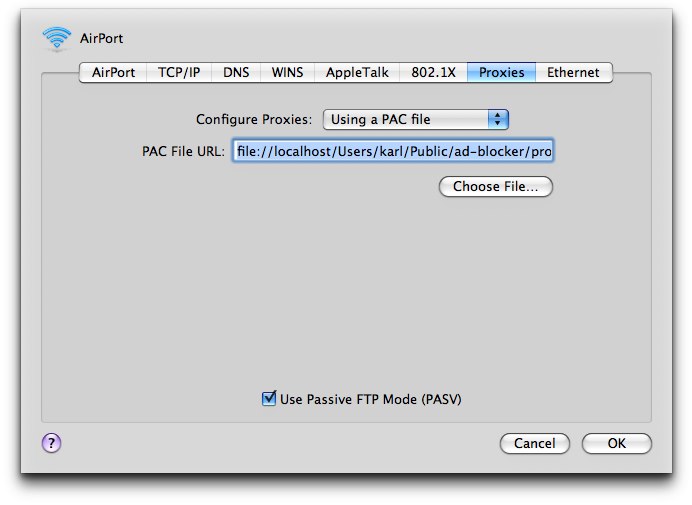 AirPort
AirPort TCP/IP DNS WINS AppleTalk 802.1X Proxies Ethernet
Configure Proxies: Using a PAC file
PAC File URL: file://localhost/Users/karl/Public/ad-blocker/pro
Choose File...
Use Passive FTP Mode (PASV)
? Cancel OK